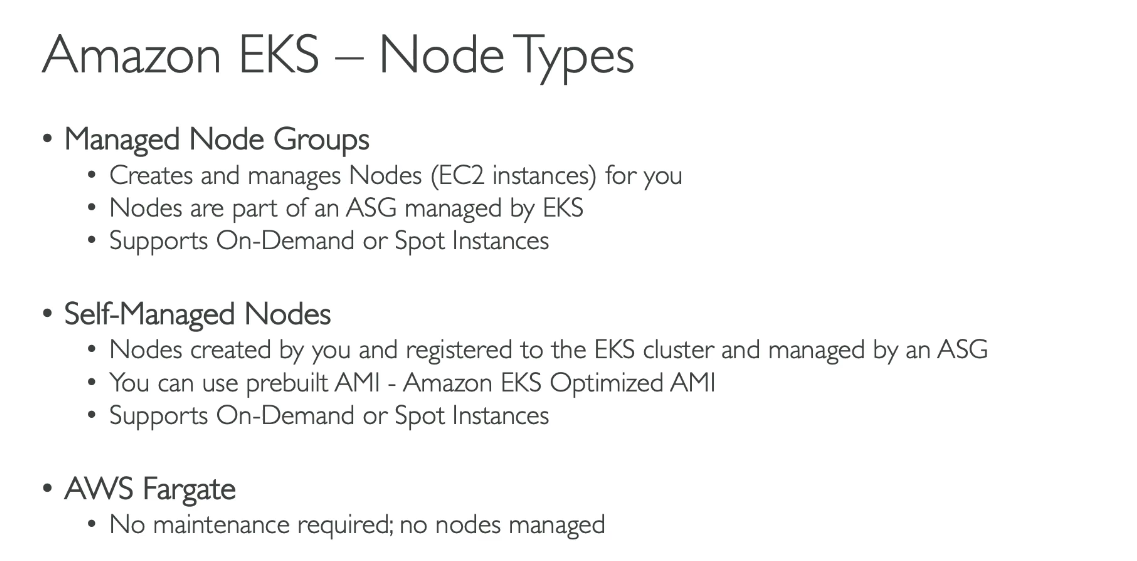 Amazon EKS – Node Types
• Managed Node Groups
• Creates and manages Nodes (EC2 instances) for you
• Nodes are part of an ASG managed by EKS
• Supports On-Demand or Spot Instances
• Self-Managed Nodes
• Nodes created by you and registered to the EKS cluster and managed by an ASG
• You can use prebuilt AMI - Amazon EKS Optimized AMI
• Supports On-Demand or Spot Instances
• AWS Fargate
• No maintenance required; no nodes managed